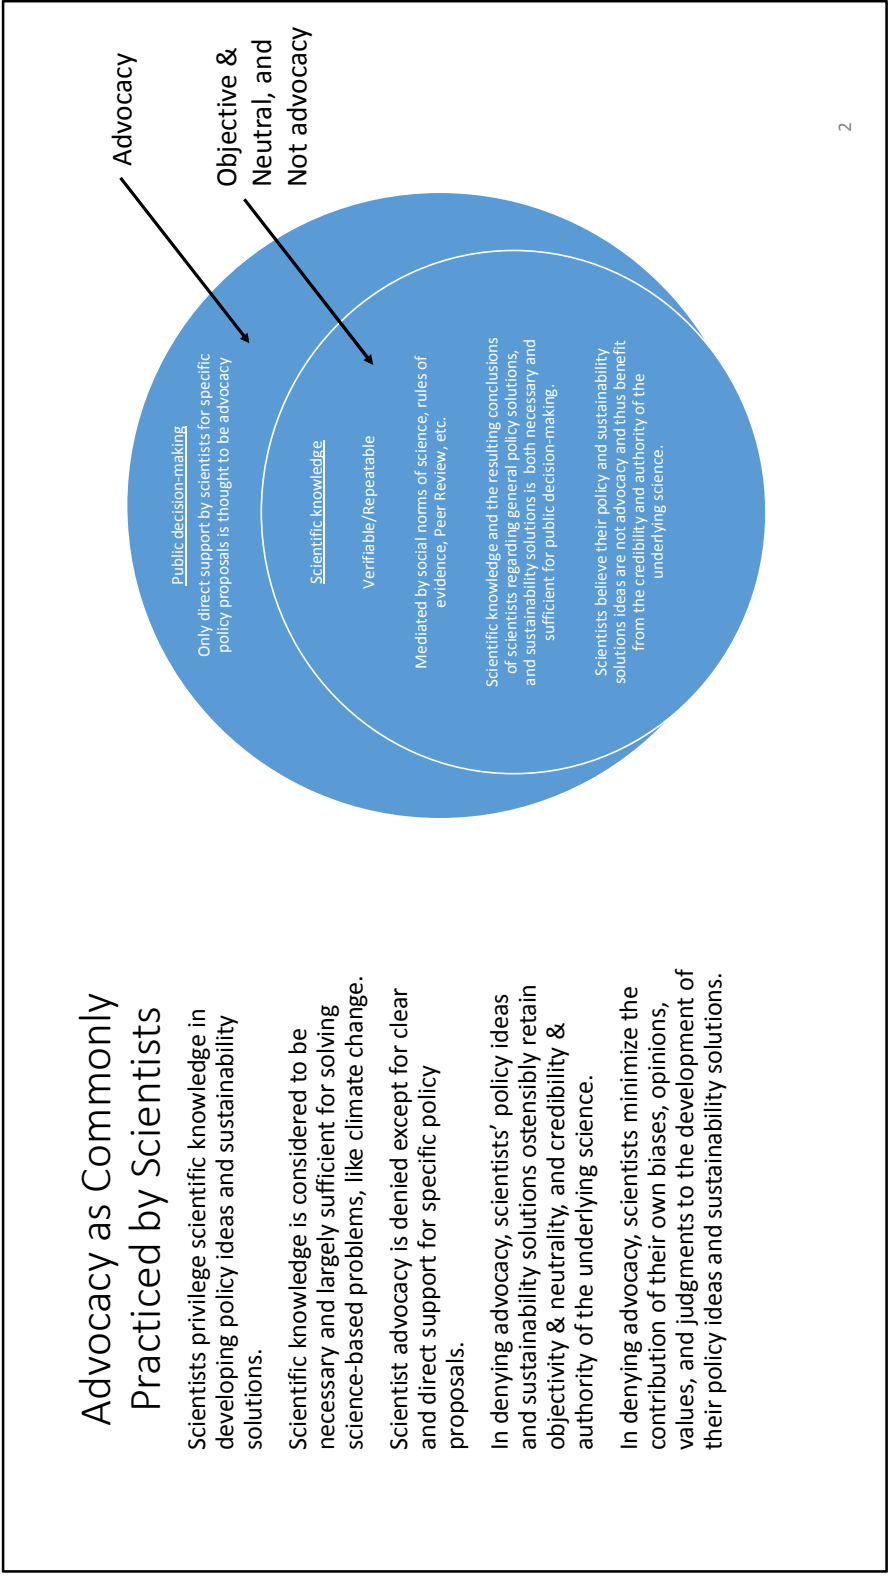 Advocacy as Commonly
Practiced by Scientists
Scientists privilege scientific knowledge in
developing policy ideas and sustainability
solutions.
Scientific knowledge is considered to be
necessary and largely sufficient for solving
science-based problems, like climate change.
Scientist advocacy is denied except for clear
and direct support for specific policy
proposals.
In denying advocacy, scientists’ policy ideas
and sustainability solutions ostensibly retain
objectivity & neutrality, and credibility &
authority of the underlying science.
In denying advocacy, scientists minimize the
contribution of their own biases, opinions,
values, and judgments to the development of
their policy ideas and sustainability solutions.
Public decision-making
Only direct support by scientists for specific
policy proposals is thought to be advocacy
Scientific knowledge
Verifiable/Repeatable
Mediated by social norms of science, rules of
evidence, Peer Review, etc.
Scientific knowledge and the resulting conclusions
of scientists regarding general policy solutions,
and sustainability solutions is both necessary and
sufficient for public decision-making.
Scientists believe their policy and sustainability
solutions ideas are not advocacy and thus benefit
from the credibility and authority of the
underlying science.
Advocacy
Objective &
Neutral, and
Not advocacy
2